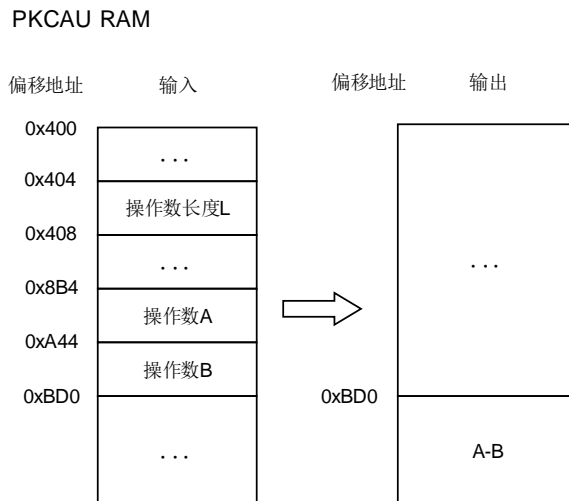 PKCAU RAM
偏移地址 输入 偏移地址 输出
0x400
...
0x404
操作数长度L
0x408
...
...
0x8B4
操作数A
0xA44
操作数B
0xBD0 0xBD0
...
A-B